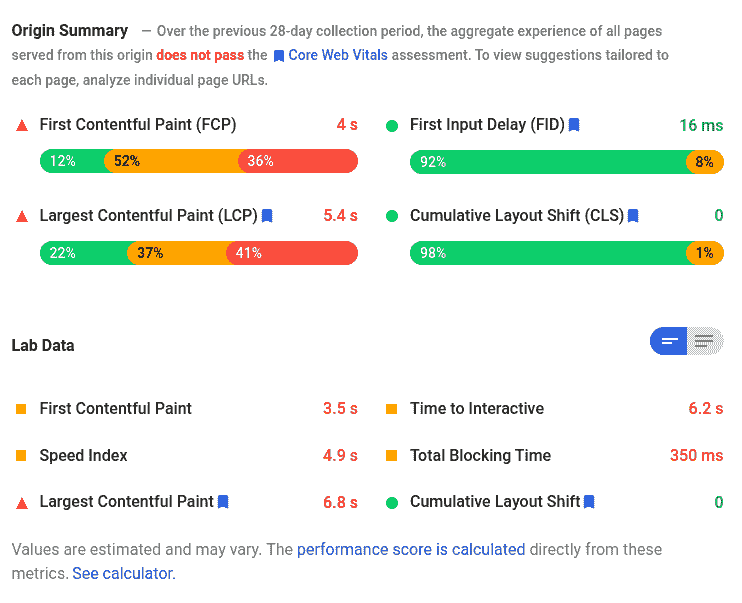 Origin Summary — Over the previous 28-day collection period, the aggregate experience of all pages
served from this origin does not pass the Core Web Vitals assessment. To view suggestions tailored to
each page, analyze individual page URLs.
First Contentful Paint (FCP) 4 s
12% 52% 36%
First Input Delay (FID) 16 ms
92% 8%
Largest Contentful Paint (LCP) 5.4 s
22% 37% 41%
Cumulative Layout Shift (CLS) 0
98% 1%
Lab Data
First Contentful Paint 3.5 s
Time to Interactive 6.2 s
Speed Index 4.9 s
Total Blocking Time 350 ms
Largest Contentful Paint 6.8 s
Cumulative Layout Shift 0
Values are estimated and may vary. The performance score is calculated directly from these
metrics. See calculator.